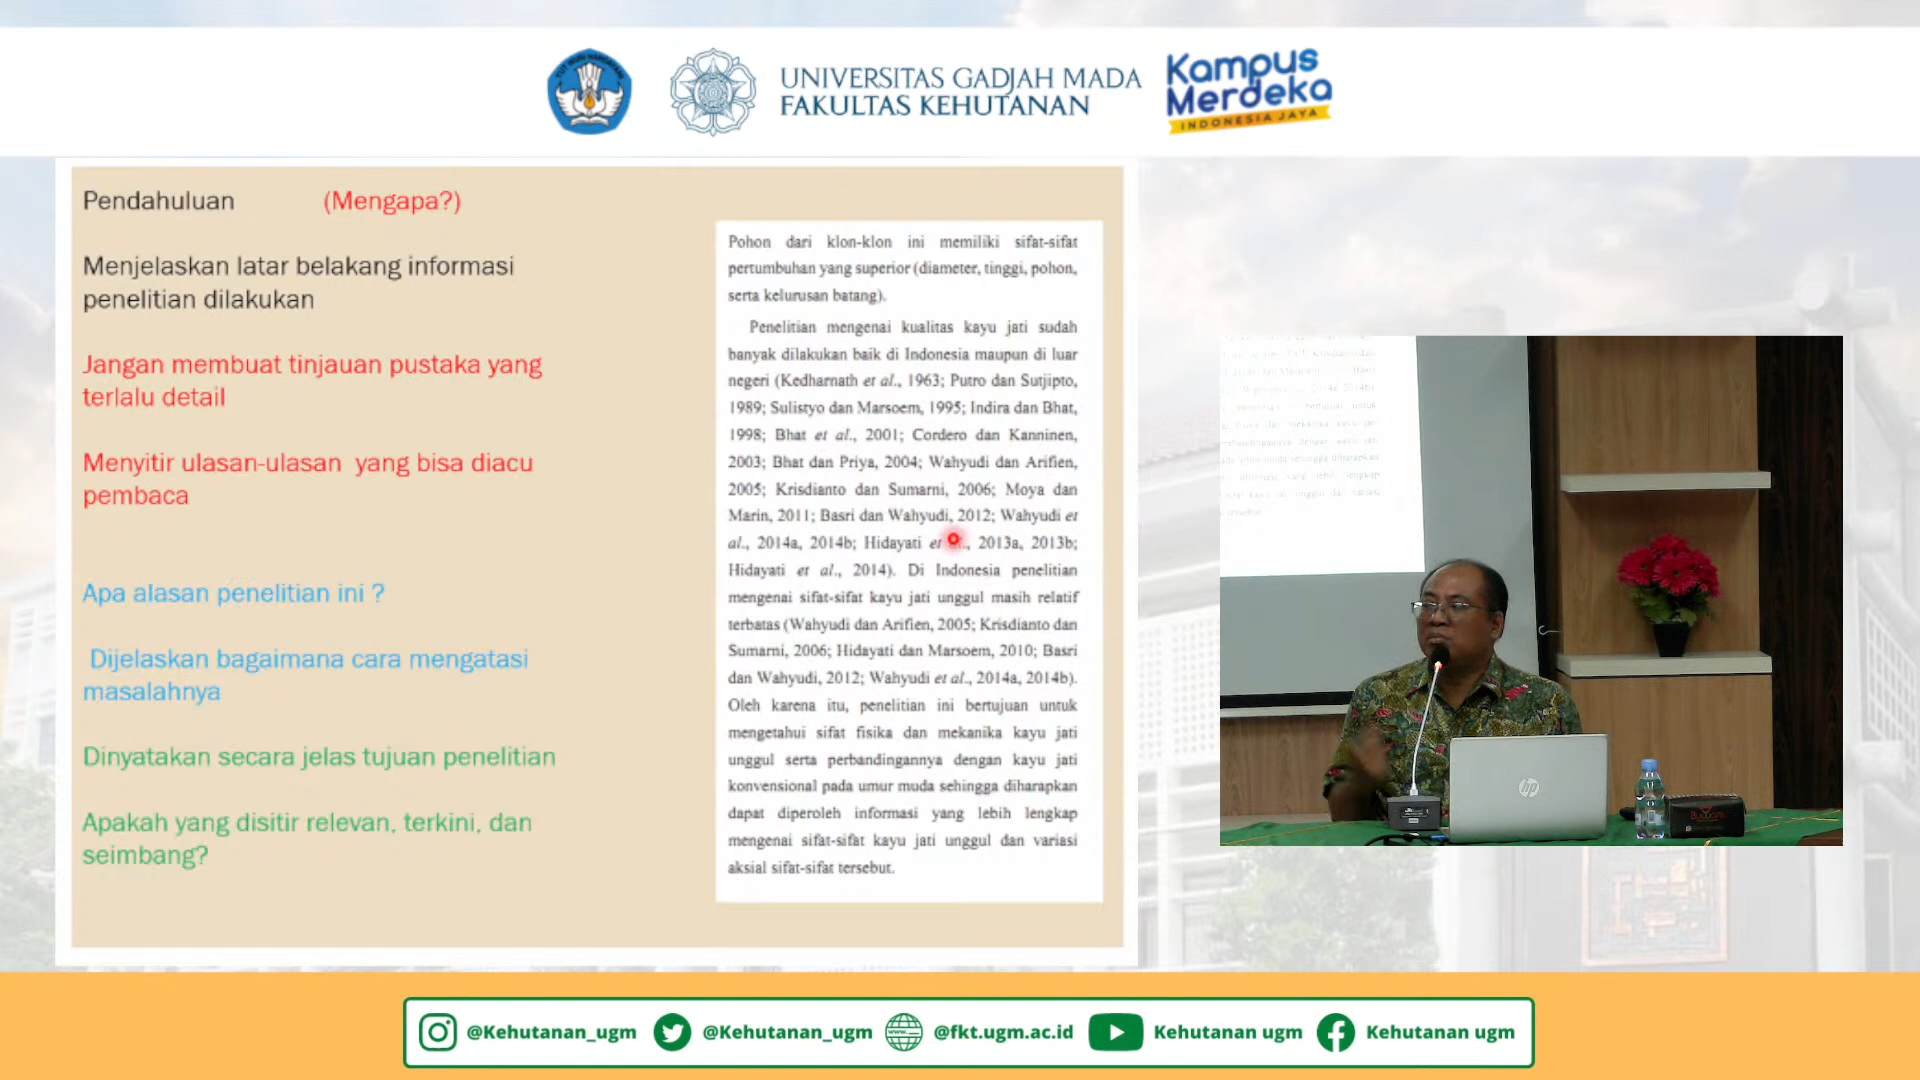 UNIVERSITAS GADJAH MADA
FAKULTAS KEHUTANAN
Kampus
Merdeka
INDONESIA JAYA
Pendahuluan (Mengapa?)
Menjelaskan latar belakang informasi
penelitian dilakukan
Jangan membuat tinjauan pustaka yang
terlalu detail
Menyitir ulasan-ulasan yang bisa diacu
pembaca
Apa alasan penelitian ini ?
Dijelaskan bagaimana cara mengatasi
masalahnya
Dinyatakan secara jelas tujuan penelitian
Apakah yang disitir relevan, terkini, dan
seimbang?
Pohon dari klon-klon ini memiliki sifat-sifat
pertumbuhan yang superior (diameter, tinggi, pohon,
serta kelurusan batang).
Penelitian mengenai kualitas kayu jati sudah
banyak dilakukan baik di Indonesia maupun di luar
negeri (Kedharnath et al., 1963; Putro dan Sutjipto,
1989; Sulistyo dan Marsoem, 1995; Indira dan Bhat,
1998; Bhat et al., 2001; Cordero dan Kanninen,
2003; Bhat dan Priya, 2004; Wahyudi dan Arifien,
2005; Krisdianto dan Sumarni, 2006; Moya dan
Marin, 2011; Basri dan Wahyudi, 2012; Wahyudi et
al., 2014a, 2014b; Hidayati et , 2013a, 2013b;
Hidayati et al., 2014). Di Indonesia penelitian
mengenai sifat-sifat kayu jati unggul masih relatif
terbatas (Wahyudi dan Arifien, 2005; Krisdianto dan
Sumarni, 2006; Hidayati dan Marsoem, 2010; Basri
dan Wahyudi, 2012; Wahyudi et al., 2014a, 2014b).
Oleh karena itu, penelitian ini bertujuan untuk
mengetahui sifat fisika dan mekanika kayu jati
unggul serta perbandingannya dengan kayu jati
konvensional pada umur muda sehingga diharapkan
dapat diperoleh informasi yang lebih lengkap
mengenai sifat-sifat kayu jati unggul dan variasi
aksial sifat-sifat tersebut.
hp
@Kehutanan_ugm @Kehutanan_ugm @fkt.ugm.ac.id Kehutanan ugm Kehutanan ugm